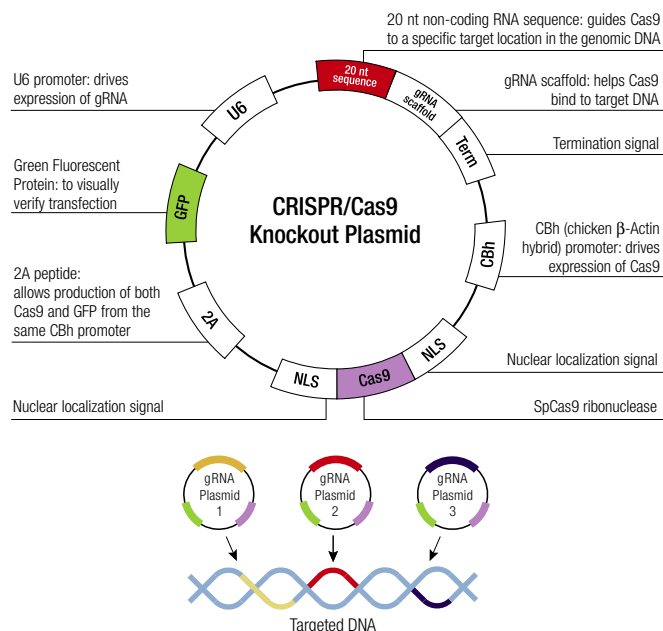 20 nt non-coding RNA sequence: guides Cas9
to a specific target location in the genomic DNA
U6 promoter: drives
expression of gRNA
20 nt
sequence
gRNA
scaffold
gRNA scaffold: helps Cas9
bind to target DNA
U6
Term
Termination signal
Green Fluorescent
Protein: to visually
verify transfection
GFP
CRISPR/Cas9
Knockout Plasmid
CBh
CBh (chicken β-Actin
hybrid) promoter: drives
expression of Cas9
2A peptide:
allows production of both
Cas9 and GFP from the
same CBh promoter
2A
NLS
Cas9
NLS
Nuclear localization signal
Nuclear localization signal
SpCas9 ribonuclease
gRNA
Plasmid
1
gRNA
Plasmid
2
gRNA
Plasmid
3
Targeted DNA